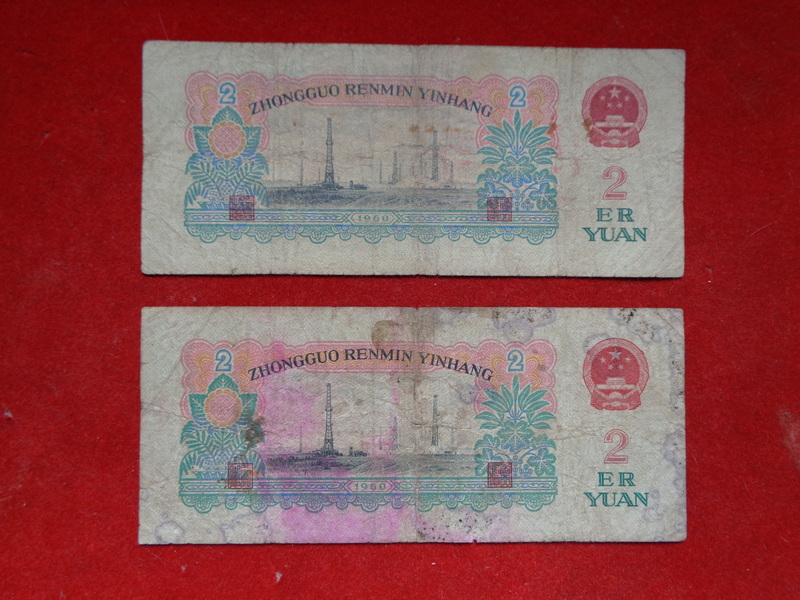 2 ZHONGGUO RENMIN YINHANG 2
2
ER
YUAN
1960
2 ZHONGGUO RENMIN YINHANG 2
2
ER
YUAN
1960